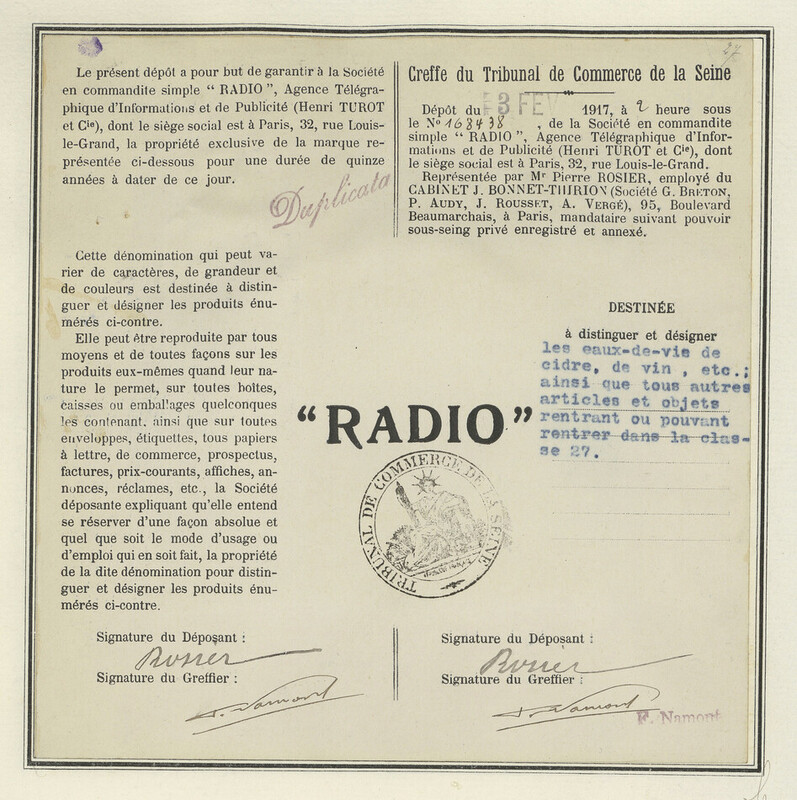 Le présent dépôt a pour but de garantir à la Société
en commandite simple “ RADIO ”, Agence Télégra-
phique d'Informations et de Publicité (Henri TUROT
et Cie), dont le siège social est à Paris, 32, rue Louis-
le-Grand, la propriété exclusive de la marque re-
présentée ci-dessous pour une durée de quinze
années à dater de ce jour.
Duplicata
27
Greffe du Tribunal de Commerce de la Seine
Dépôt du 3 FEV 1917, à 2 heure sous
le No 168438 , de la Société en commandite
simple “ RADIO ”, Agence Télégraphique d'Infor-
mations et de Publicité (Henri TUROT et Cie), dont
le siège social est à Paris, 32, rue Louis-le-Grand.
Représentée par Mr Pierre ROSIER, employé du
CABINET J. BONNET-THIRION (Société G. BRETON,
P. AUDY, J. ROUSSET, A. VERGÉ), 95, Boulevard
Beaumarchais, à Paris, mandataire suivant pouvoir
sous-seing privé enregistré et annexé.
Cette dénomination qui peut va-
rier de caractères, de grandeur et
de couleurs est destinée à distin-
guer et désigner les produits énu-
mérés ci-contre.
Elle peut être reproduite par tous
moyens et de toutes façons sur les
produits eux-mêmes quand leur na-
ture le permet, sur toutes boîtes,
caisses ou emballages quelconques
les contenant, ainsi que sur toutes
enveloppes, étiquettes, tous papiers
à lettre, de commerce, prospectus,
factures, prix-courants, affiches, an-
nonces, réclames, etc., la Société
déposante expliquant qu'elle entend
se réserver d'une façon absolue et
quel que soit le mode d'usage ou
d'emploi qui en soit fait, la propriété
de la dite dénomination pour distin-
guer et désigner les produits énu-
mérés ci-contre.
“RADIO”
TRIBUNAL DE COMMERCE DE LA SEINE
DESTINÉE
à distinguer et désigner
les eaux-de-vie de
cidre, de vin , etc.;
ainsi que tous autres
articles et objets
rentrant ou pouvant
rentrer dans la clas-
se 27.
Signature du Déposant :
Rosier
Signature du Greffier :
F. Namont
Signature du Déposant :
Rosier
Signature du Greffier :
F. Namont
F. Namont